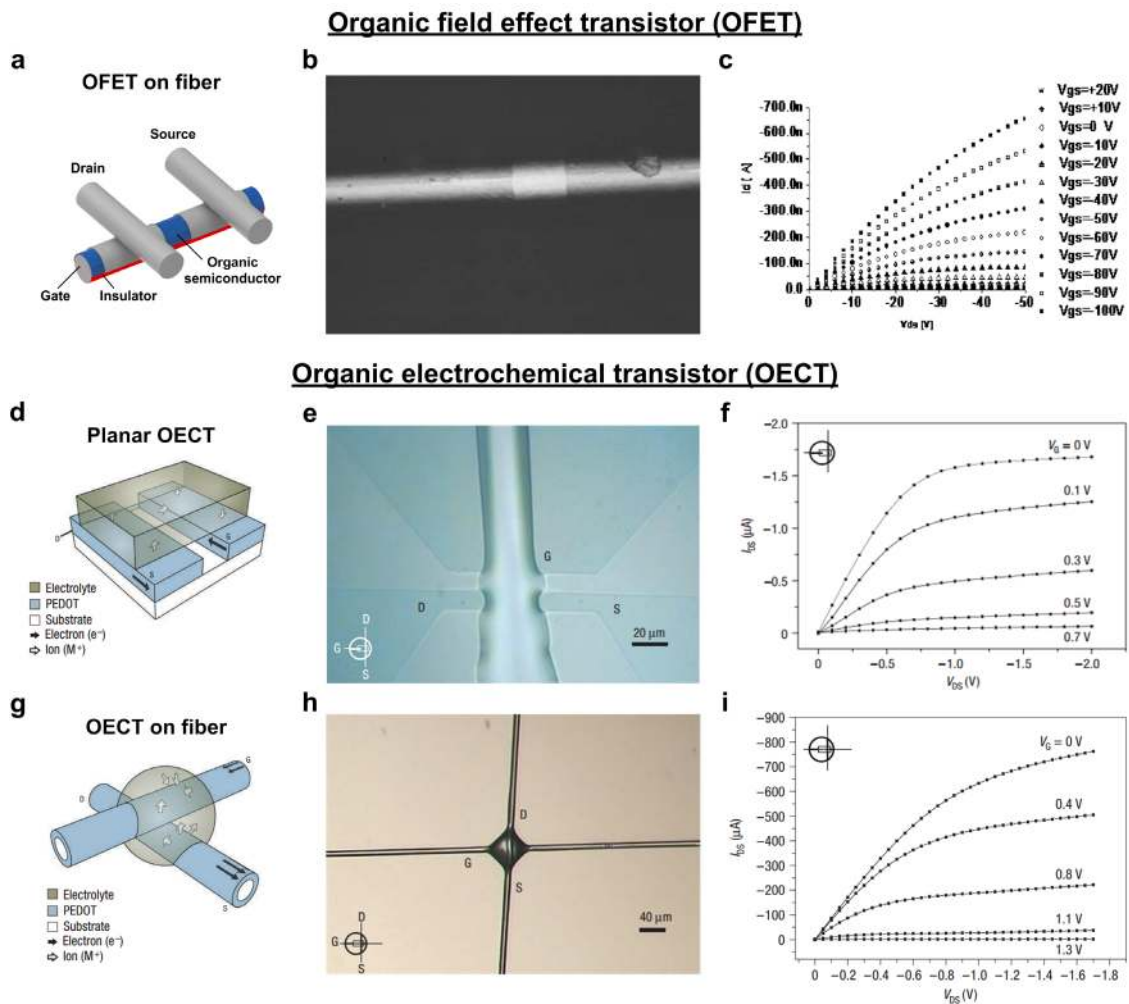 Organic field effect transistor (OFET)
a
OFET on fiber
Source
Drain
Organic
semiconductor
Gate
Insulator
b
c
-700.0n
-600.0n
-500.0n
-400.0n
-300.0n
-200.0n
-100.0n
0.0
Id [ A]
0
-10
-20
-30
-40
-50
Vds [V]
Vgs=+20V
Vgs=+10V
Vgs=0 V
Vgs=-10V
Vgs=-20V
Vgs=-30V
Vgs=-40V
Vgs=-50V
Vgs=-60V
Vgs=-70V
Vgs=-80V
Vgs=-90V
Vgs=-100V
Organic electrochemical transistor (OECT)
d
Planar OECT
D
G
S
Electrolyte
PEDOT
Substrate
Electron (e⁻)
Ion (M⁺)
e
G
D
S
D
G
S
20 μm
f
−2.0
−1.5
−1.0
−0.5
0
IDS (μA)
VG = 0 V
0.1 V
0.3 V
0.5 V
0.7 V
0
−0.5
−1.0
−1.5
−2.0
VDS (V)
g
OECT on fiber
D
G
S
Electrolyte
PEDOT
Substrate
Electron (e⁻)
Ion (M⁺)
h
D
G
S
D
G
S
40 μm
i
−900
−800
−700
−600
−500
−400
−300
−200
−100
0
IDS (μA)
VG = 0 V
0.4 V
0.8 V
1.1 V
1.3 V
0
−0.2
−0.4
−0.6
−0.8
−1.0
−1.2
−1.4
−1.6
−1.8
VDS (V)